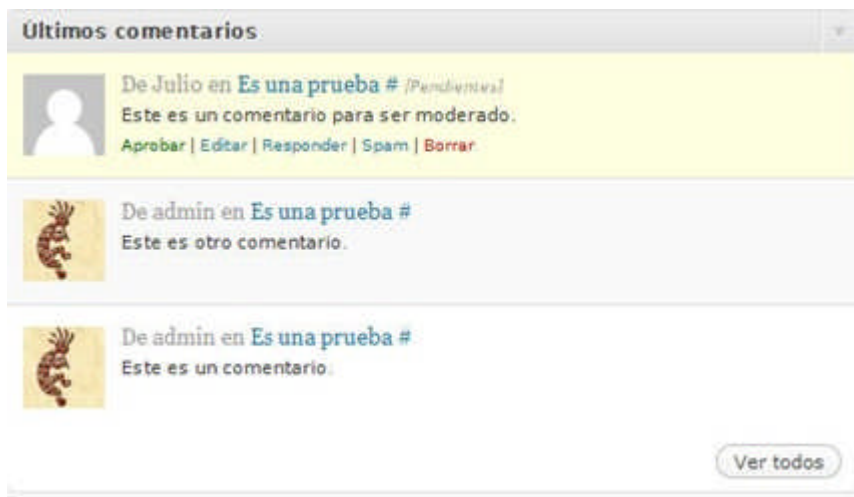 Últimos comentarios
De Julio en Es una prueba # [Pendientes]
Este es un comentario para ser moderado.
Aprobar | Editar | Responder | Spam | Borrar
De admin en Es una prueba #
Este es otro comentario.
De admin en Es una prueba #
Este es un comentario.
Ver todos